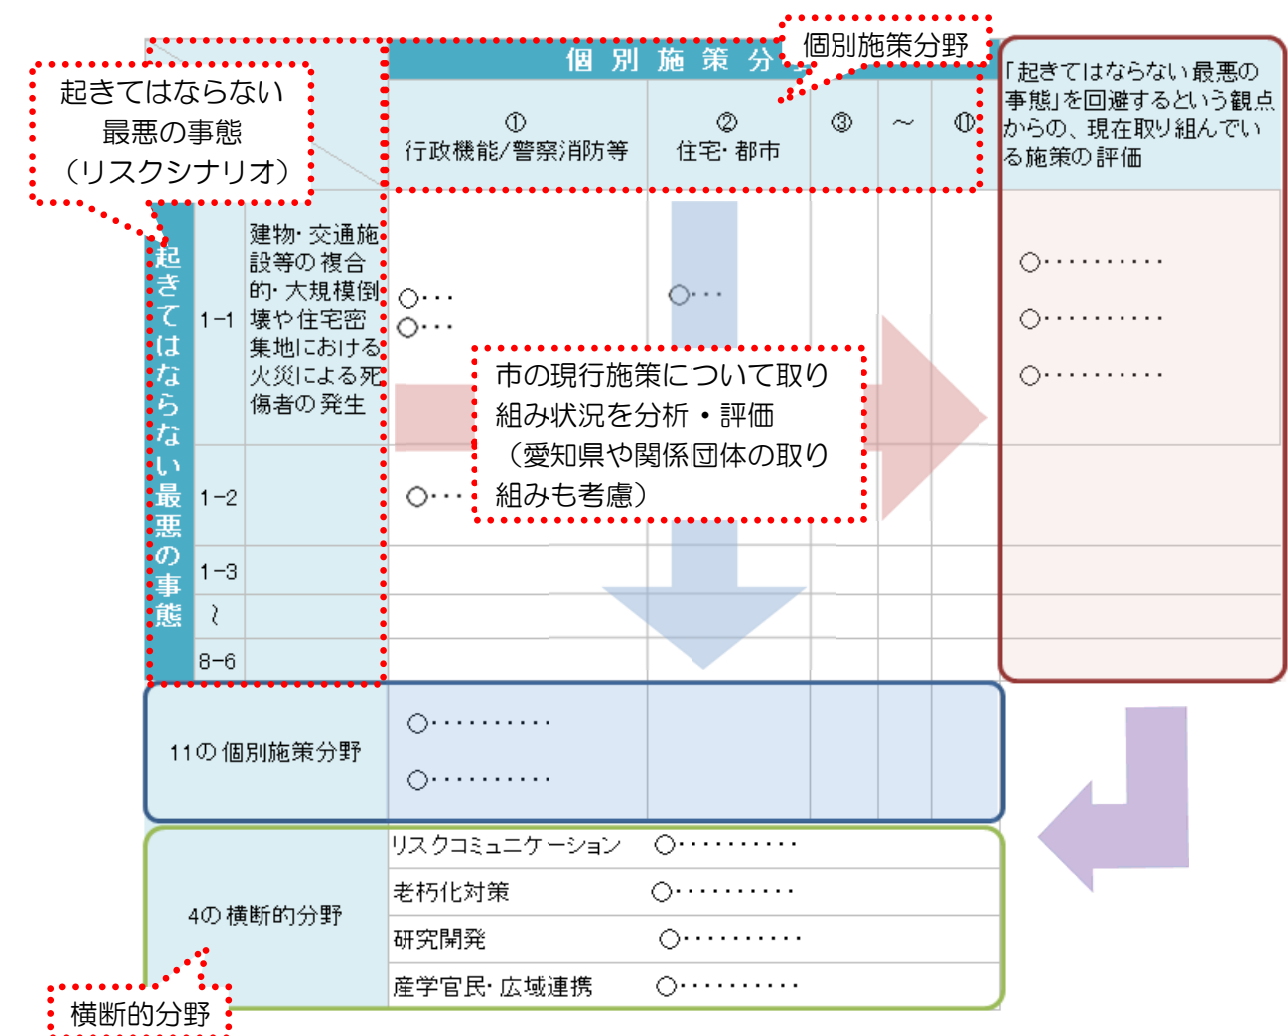 個別施策分
個別施策分野
起きてはならない
最悪の事態
（リスクシナリオ）
①
行政機能/警察消防等
②
住宅・都市
③
～
⑪
「起きてはならない最悪の
事態」を回避するという観点
からの、現在取り組んでい
る施策の評価
起きてはならない最悪の事態
1-1
建物・交通施
設等の複合
的・大規模倒
壊や住宅密
集地における
火災による死
傷者の発生
○・・・
○・・・
○・・・
○・・・・・・・・・・
○・・・・・・・・・・
○・・・・・・・・・・
市の現行施策について取り
組み状況を分析・評価
（愛知県や関係団体の取り
組みも考慮）
1-2
○・・・
1-3
～
8-6
11の個別施策分野
○・・・・・・・・・・
○・・・・・・・・・・
4の横断的分野
リスクコミュニケーション ○・・・・・・・・・・
老朽化対策 ○・・・・・・・・・・
研究開発 ○・・・・・・・・・・
産学官民・広域連携 ○・・・・・・・・・・
横断的分野